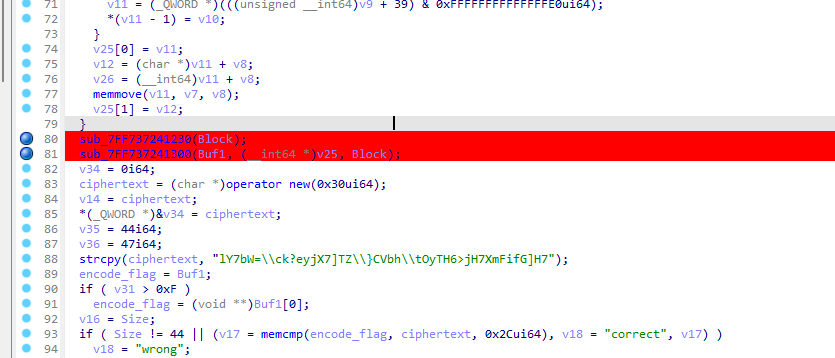 71 v11 = (_QWORD *)(((unsigned __int64)v9 + 39) & 0xFFFFFFFFFFFFFFE0ui64);
72 *(v11 - 1) = v10;
73 }
74 v25[0] = v11;
75 v12 = (char *)v11 + v8;
76 v26 = (__int64)v11 + v8;
77 memmove(v11, v7, v8);
78 v25[1] = v12;
79 }
80 sub_7FF737241230(Block);
81 sub_7FF737241300(Buf1, (__int64 *)v25, Block);
82 v34 = 0i64;
83 ciphertext = (char *)operator new(0x30ui64);
84 v14 = ciphertext;
85 *(_QWORD *)&v34 = ciphertext;
86 v35 = 44i64;
87 v36 = 47i64;
88 strcpy(ciphertext, "lY7bW=\\ck?eyjX7]TZ\\}CVbh\\tOyTH6>jH7XmFifG]H7");
89 encode_flag = Buf1;
90 if ( v31 > 0xF )
91 encode_flag = (void **)Buf1[0];
92 v16 = Size;
93 if ( Size != 44 || (v17 = memcmp(encode_flag, ciphertext, 0x2Cui64), v18 = "correct", v17) )
94 v18 = "wrong";